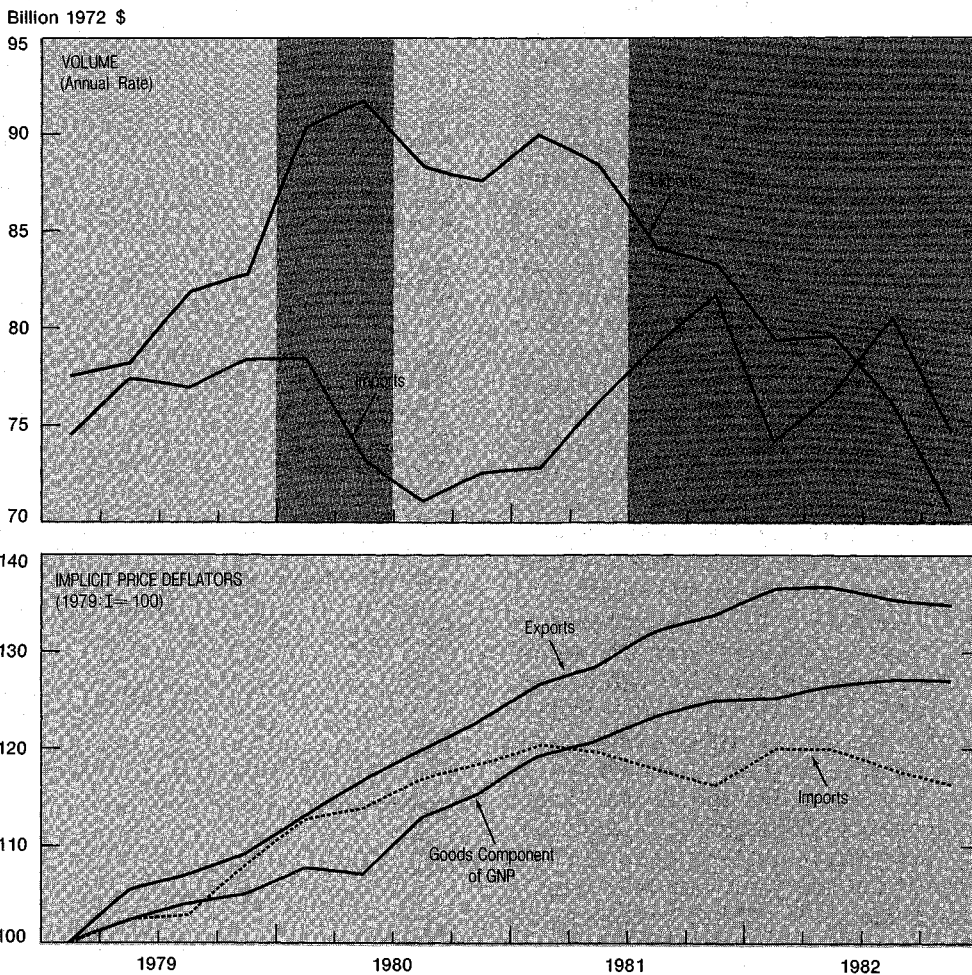 Billion 1972 $
95
VOLUME
(Annual Rate)
90
Exports
85
80
Imports
75
70
140
IMPLICIT PRICE DEFLATORS
(1979: I— 100)
Exports
130
120
Imports
110
Goods Component
of GNP
100
1979 1980 1981 1982